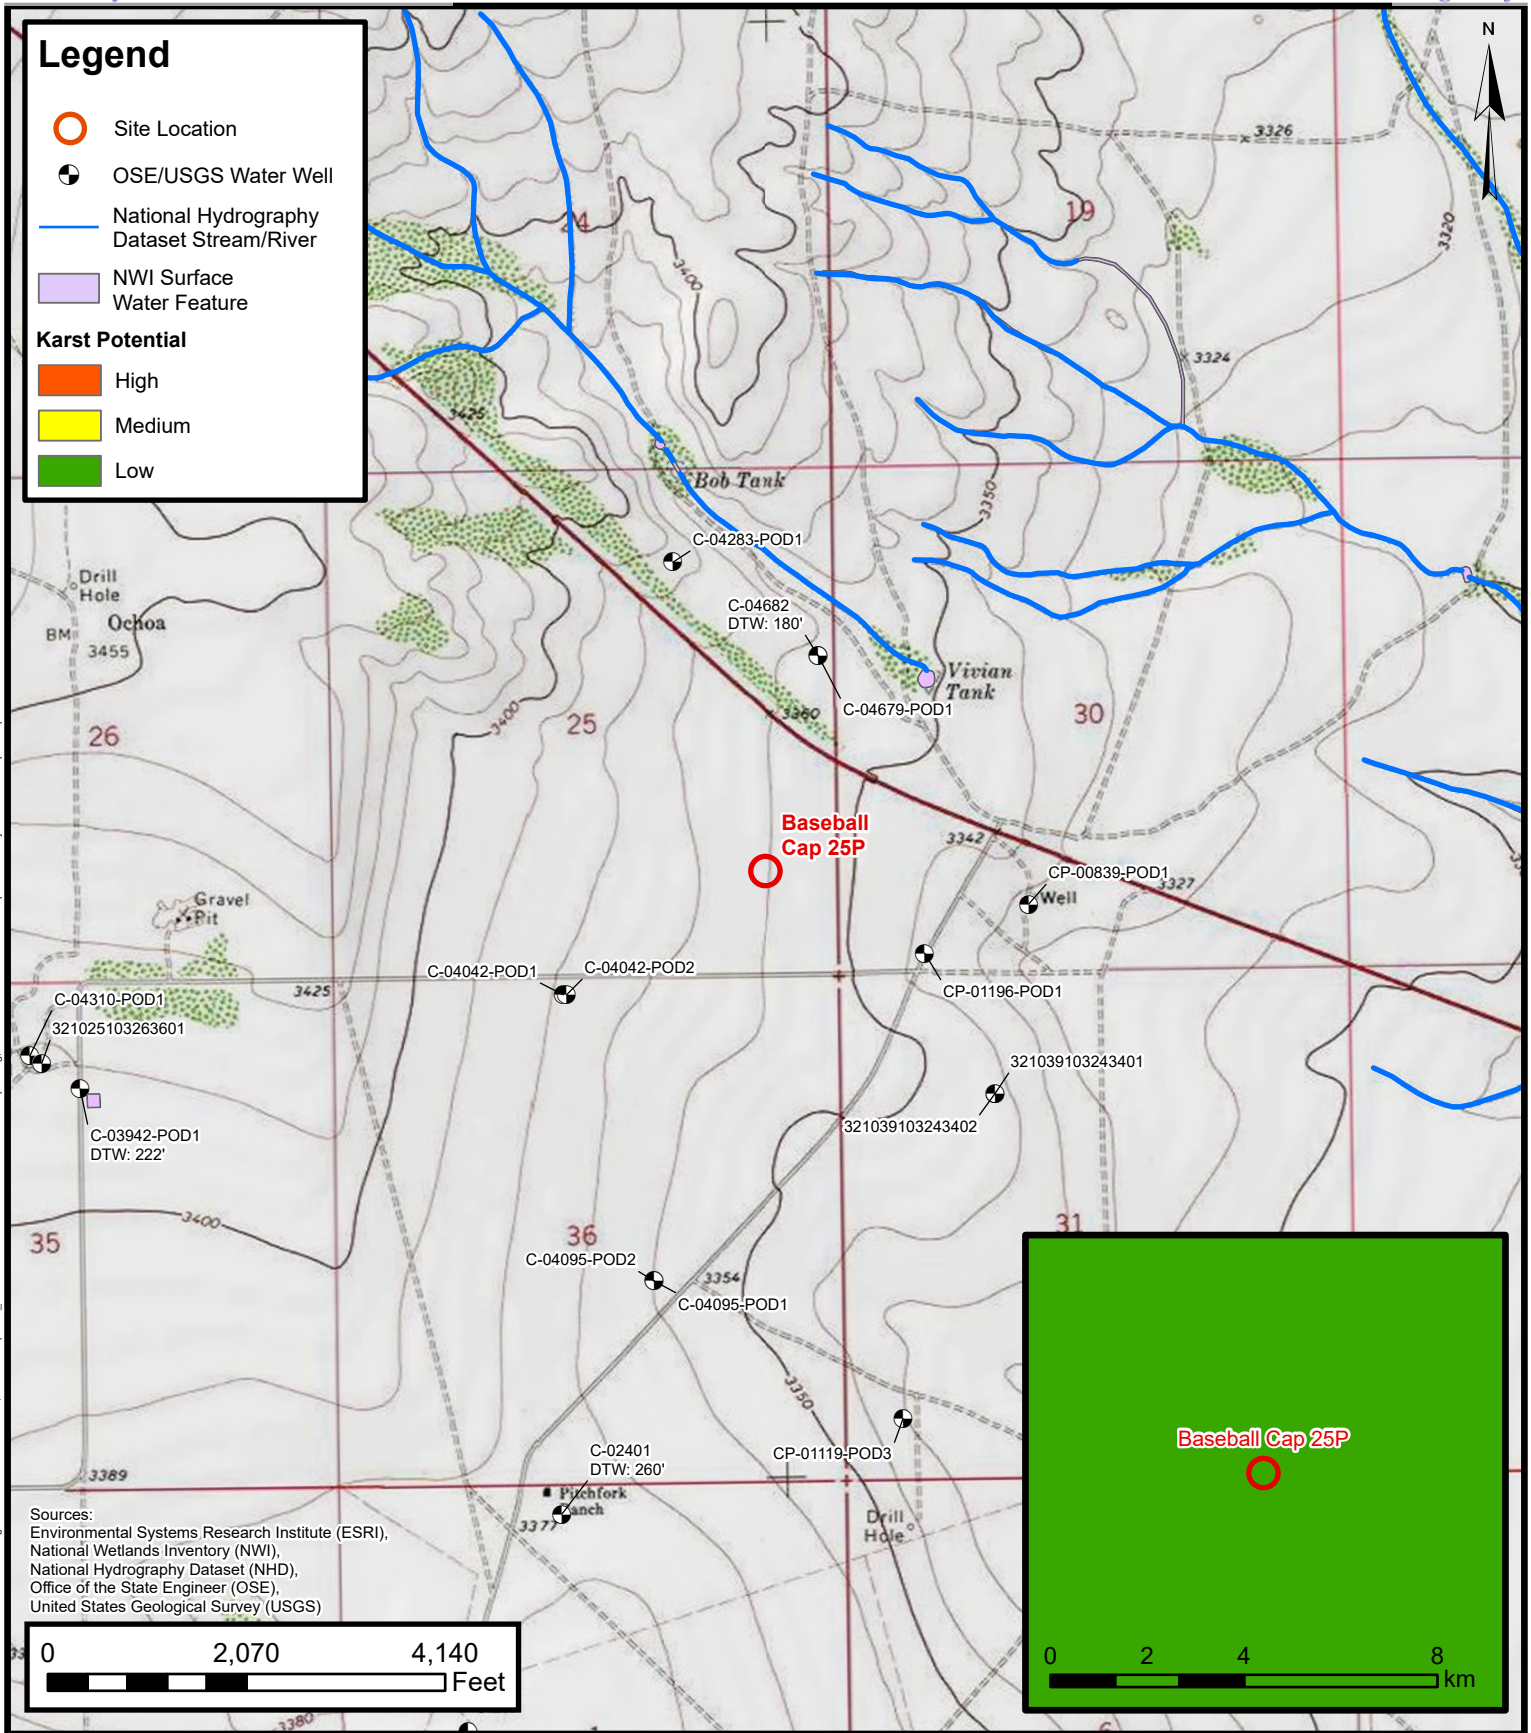 Legend
Site Location
OSE/USGS Water Well
National Hydrography
Dataset Stream/River
NWI Surface
Water Feature
Karst Potential
High
Medium
Low
N
3326
24
19
3320
3400
3324
3425
Bob Tank
3350
C-04283-POD1
Drill
Hole
Ochoa
BM
3455
C-04682
DTW: 180'
Vivian
Tank
C-04679-POD1
3360
3400
26
25
30
Baseball
Cap 25P
3342
CP-00839-POD1
3327
Well
Gravel
Pit
C-04042-POD1
C-04042-POD2
3425
CP-01196-POD1
C-04310-POD1
321025103263601
321039103243401
321039103243402
C-03942-POD1
DTW: 222'
3400
35
36
31
C-04095-POD2
3354
C-04095-POD1
3350
CP-01119-POD3
C-02401
DTW: 260'
3389
Pitchfork
Ranch
3377
Drill
Hole
Baseball Cap 25P
Sources:
Environmental Systems Research Institute (ESRI),
National Wetlands Inventory (NWI),
National Hydrography Dataset (NHD),
Office of the State Engineer (OSE),
United States Geological Survey (USGS)
0 2,070 4,140
Feet
0 2 4 8
km
3380